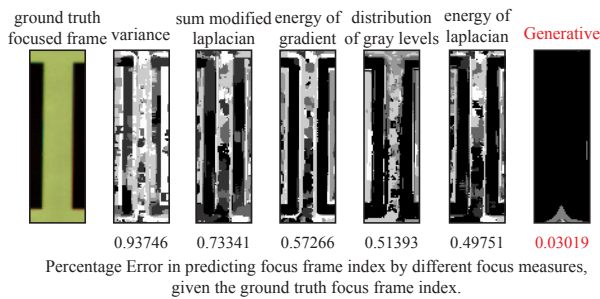 ground truth
focused frame
variance
sum modified
laplacian
energy of
gradient
distribution
of gray levels
energy of
laplacian
Generative
0.93746
0.73341
0.57266
0.51393
0.49751
0.03019
Percentage Error in predicting focus frame index by different focus measures,
given the ground truth focus frame index.